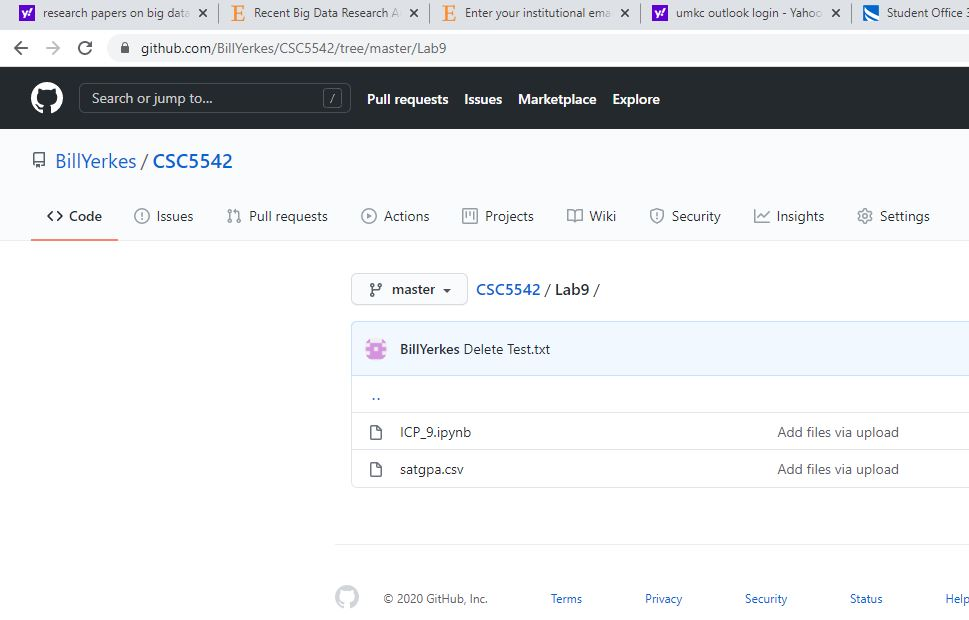 research papers on big data
Recent Big Data Research A
Enter your institutional ema
umkc outlook login - Yahoo
Student Office 3
github.com/BillYerkes/CSC5542/tree/master/Lab9
Search or jump to... /
Pull requests Issues Marketplace Explore
BillYerkes / CSC5542
Code Issues Pull requests Actions Projects Wiki Security Insights Settings
master CSC5542 / Lab9 /
BillYerkes Delete Test.txt
..
ICP_9.ipynb Add files via upload
satgpa.csv Add files via upload
© 2020 GitHub, Inc. Terms Privacy Security Status Help